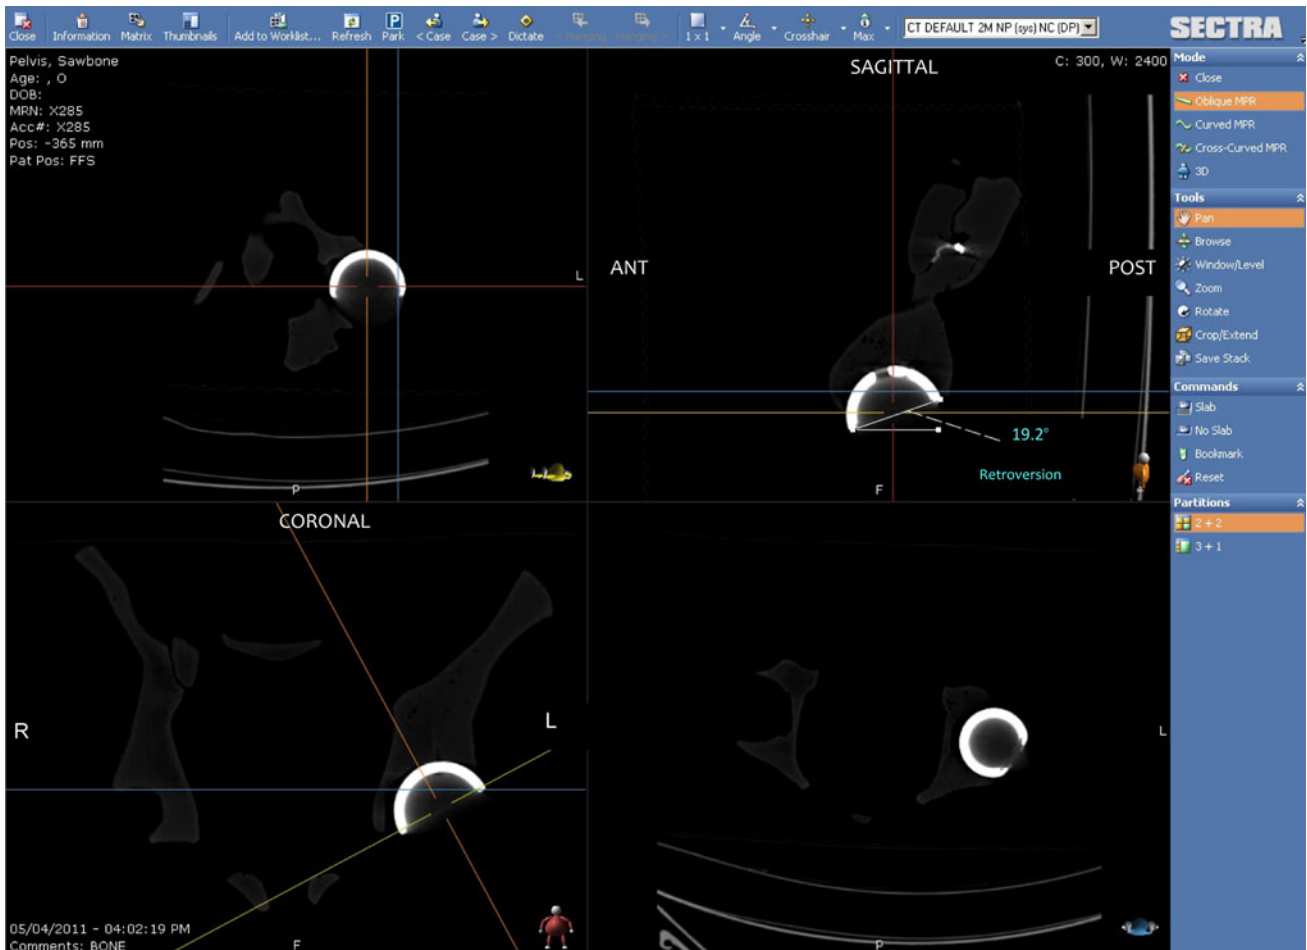 Close Information Matrix Thumbnails Add to Worklist... Refresh Park < Case Case > Dictate < Hanging Hanging > 1 x 1 Angle Crosshair Max CT DEFAULT 2M NP (sys) NC (DP) SECTRA
Pelvis, Sawbone
Age: , O
DOB:
MRN: X285
Acc#: X285
Pos: -365 mm
Pat Pos: FFS
L
P
SAGITTAL
C: 300, W: 2400
ANT
POST
19.2°
Retroversion
F
CORONAL
R
L
05/04/2011 - 04:02:19 PM
Comments: BONE
F
L
P
Mode
Close
Oblique MPR
Curved MPR
Cross-Curved MPR
3D
Tools
Pan
Browse
Window/Level
Zoom
Rotate
Crop/Extend
Save Stack
Commands
Slab
No Slab
Bookmark
Reset
Partitions
2 + 2
3 + 1